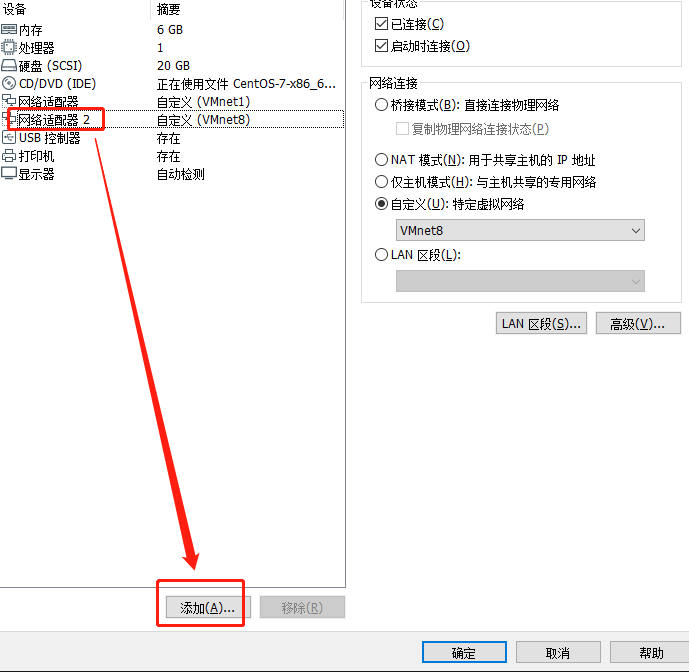 设备 摘要
内存 6 GB
处理器 1
硬盘 (SCSI) 20 GB
CD/DVD (IDE) 正在使用文件 CentOS-7-x86_6...
网络适配器 自定义 (VMnet1)
网络适配器 2 自定义 (VMnet8)
USB 控制器 存在
打印机 存在
显示器 自动检测
添加(A)... 移除(R)
设备状态
已连接(C)
启动时连接(O)
网络连接
桥接模式(B): 直接连接物理网络
复制物理网络连接状态(P)
NAT 模式(N): 用于共享主机的 IP 地址
仅主机模式(H): 与主机共享的专用网络
自定义(U): 特定虚拟网络
VMnet8
LAN 区段(L):
LAN 区段(S)... 高级(V)...
确定 取消 帮助